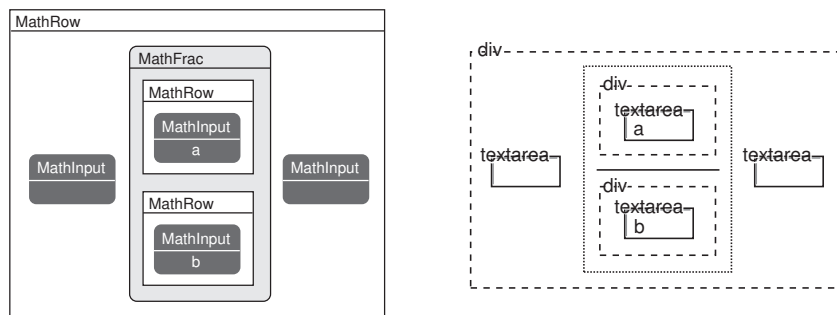 MathRow
MathFrac
MathRow
MathInput
a
MathInput
MathInput
MathRow
MathInput
b
div
div
textarea
a
textarea
textarea
div
textarea
b